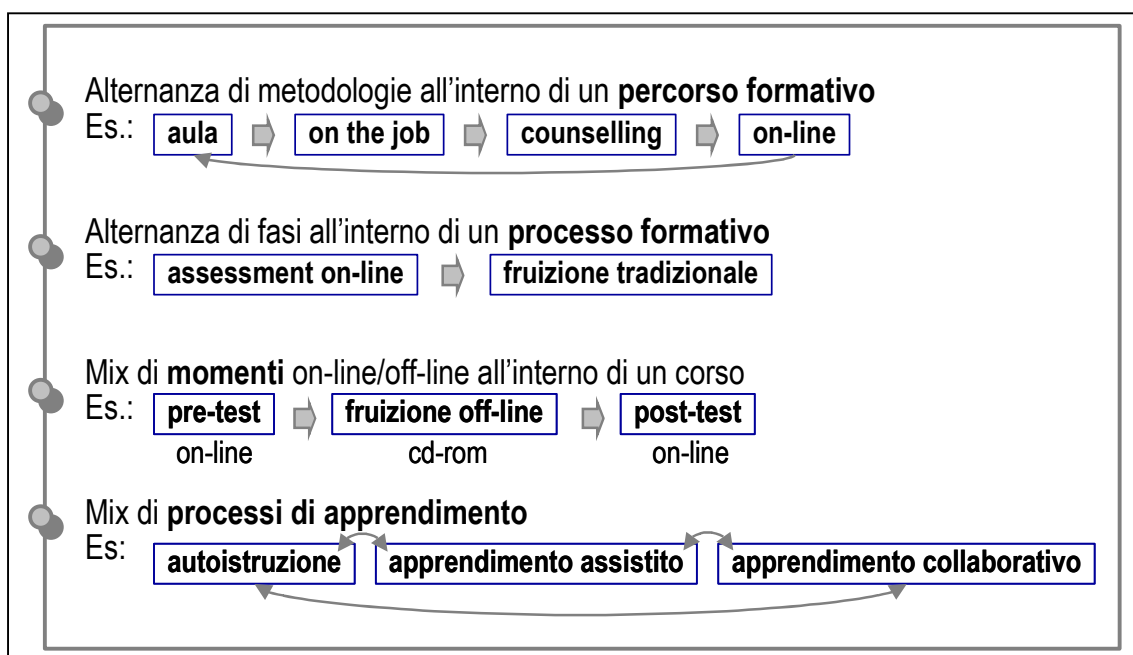 Alternanza di metodologie all'interno di un percorso formativo
Es.: aula on the job counselling on-line
Alternanza di fasi all'interno di un processo formativo
Es.: assessment on-line fruizione tradizionale
Mix di momenti on-line/off-line all'interno di un corso
Es.: pre-test fruizione off-line post-test
on-line cd-rom on-line
Mix di processi di apprendimento
Es: autoistruzione apprendimento assistito apprendimento collaborativo